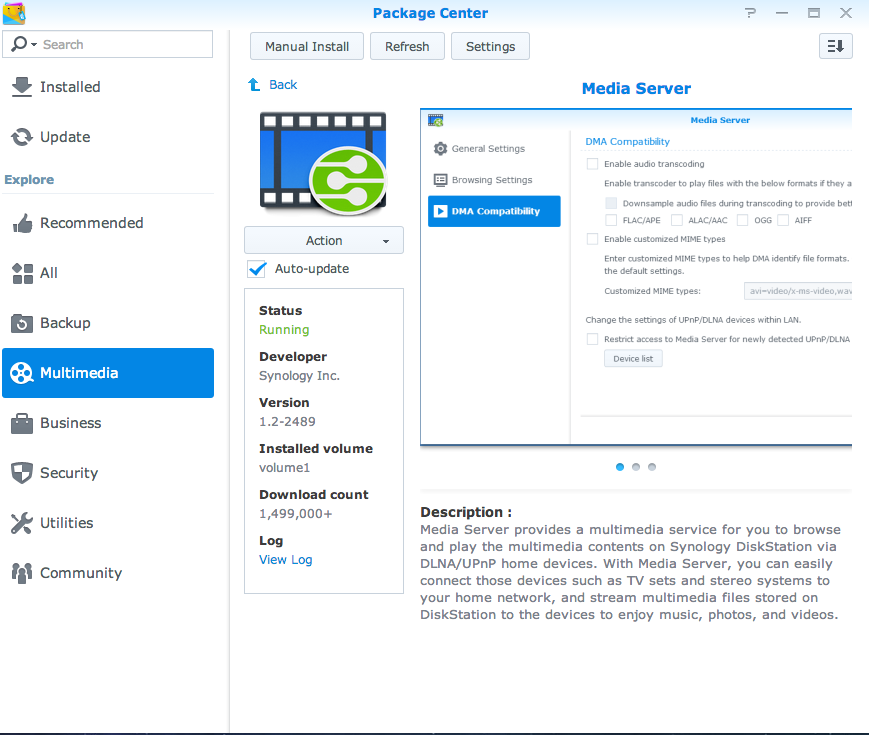 Package Center
Search
Manual Install
Refresh
Settings
Installed
Update
Explore
Recommended
All
Backup
Multimedia
Business
Security
Utilities
Community
Back
Action
Auto-update
Status
Running
Developer
Synology Inc.
Version
1.2-2489
Installed volume
volume1
Download count
1,499,000+
Log
View Log
Media Server
Media Server
General Settings
Browsing Settings
DMA Compatibility
DMA Compatibility
Enable audio transcoding
Enable transcoder to play files with the below formats if they a
Downsample audio files during transcoding to provide bet
FLAC/APE ALAC/AAC OGG AIFF
Enable customized MIME types
Enter customized MIME types to help DMA identify file formats.
the default settings.
Customized MIME types: avi=video/x-ms-video,wav
Change the settings of UPnP/DLNA devices within LAN.
Restrict access to Media Server for newly detected UPnP/DLNA
Device list
Description :
Media Server provides a multimedia service for you to browse
and play the multimedia contents on Synology DiskStation via
DLNA/UPnP home devices. With Media Server, you can easily
connect those devices such as TV sets and stereo systems to
your home network, and stream multimedia files stored on
DiskStation to the devices to enjoy music, photos, and videos.